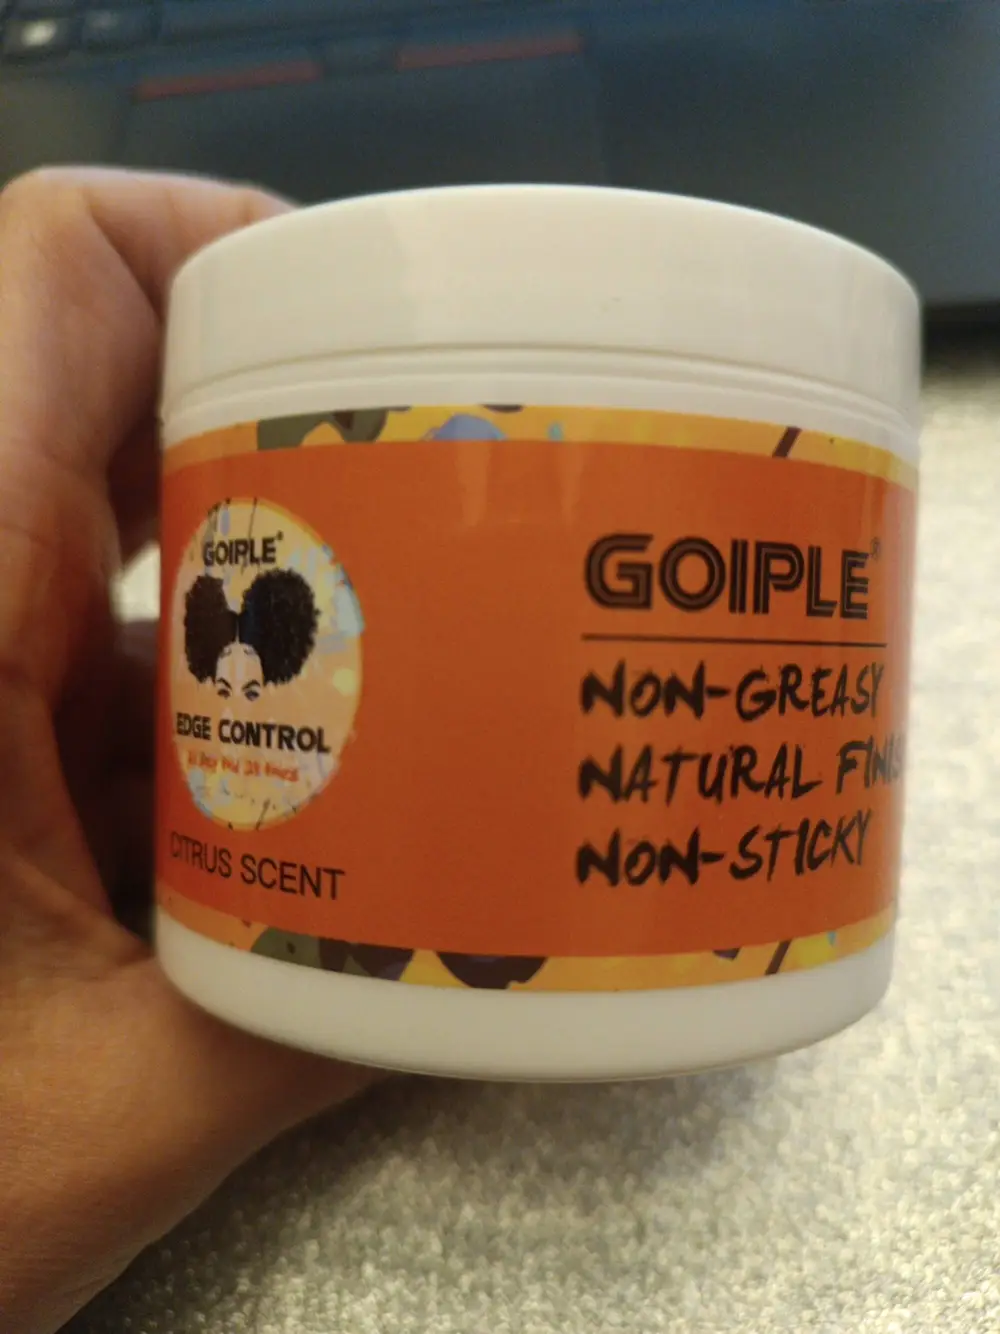 GOIPLE®
EDGE CONTROL
CITRUS SCENT
GOIPLE®
NON-GREASY
NATURAL
NON-STICKY